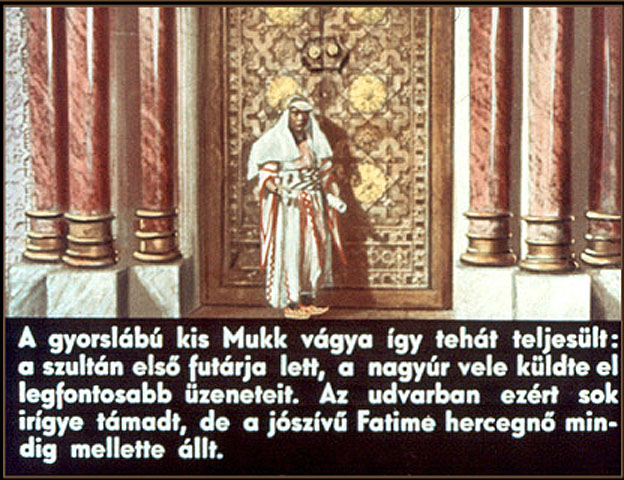 A gyorslábú kis Mukk vágya így tehát teljesült:
a szultán első futárja lett, a nagyúr vele küldte el
legfontosabb üzeneteit. Az udvarban ezért sok
irígye támadt, de a jószívű Fatime hercegnő min-
dig mellette állt.